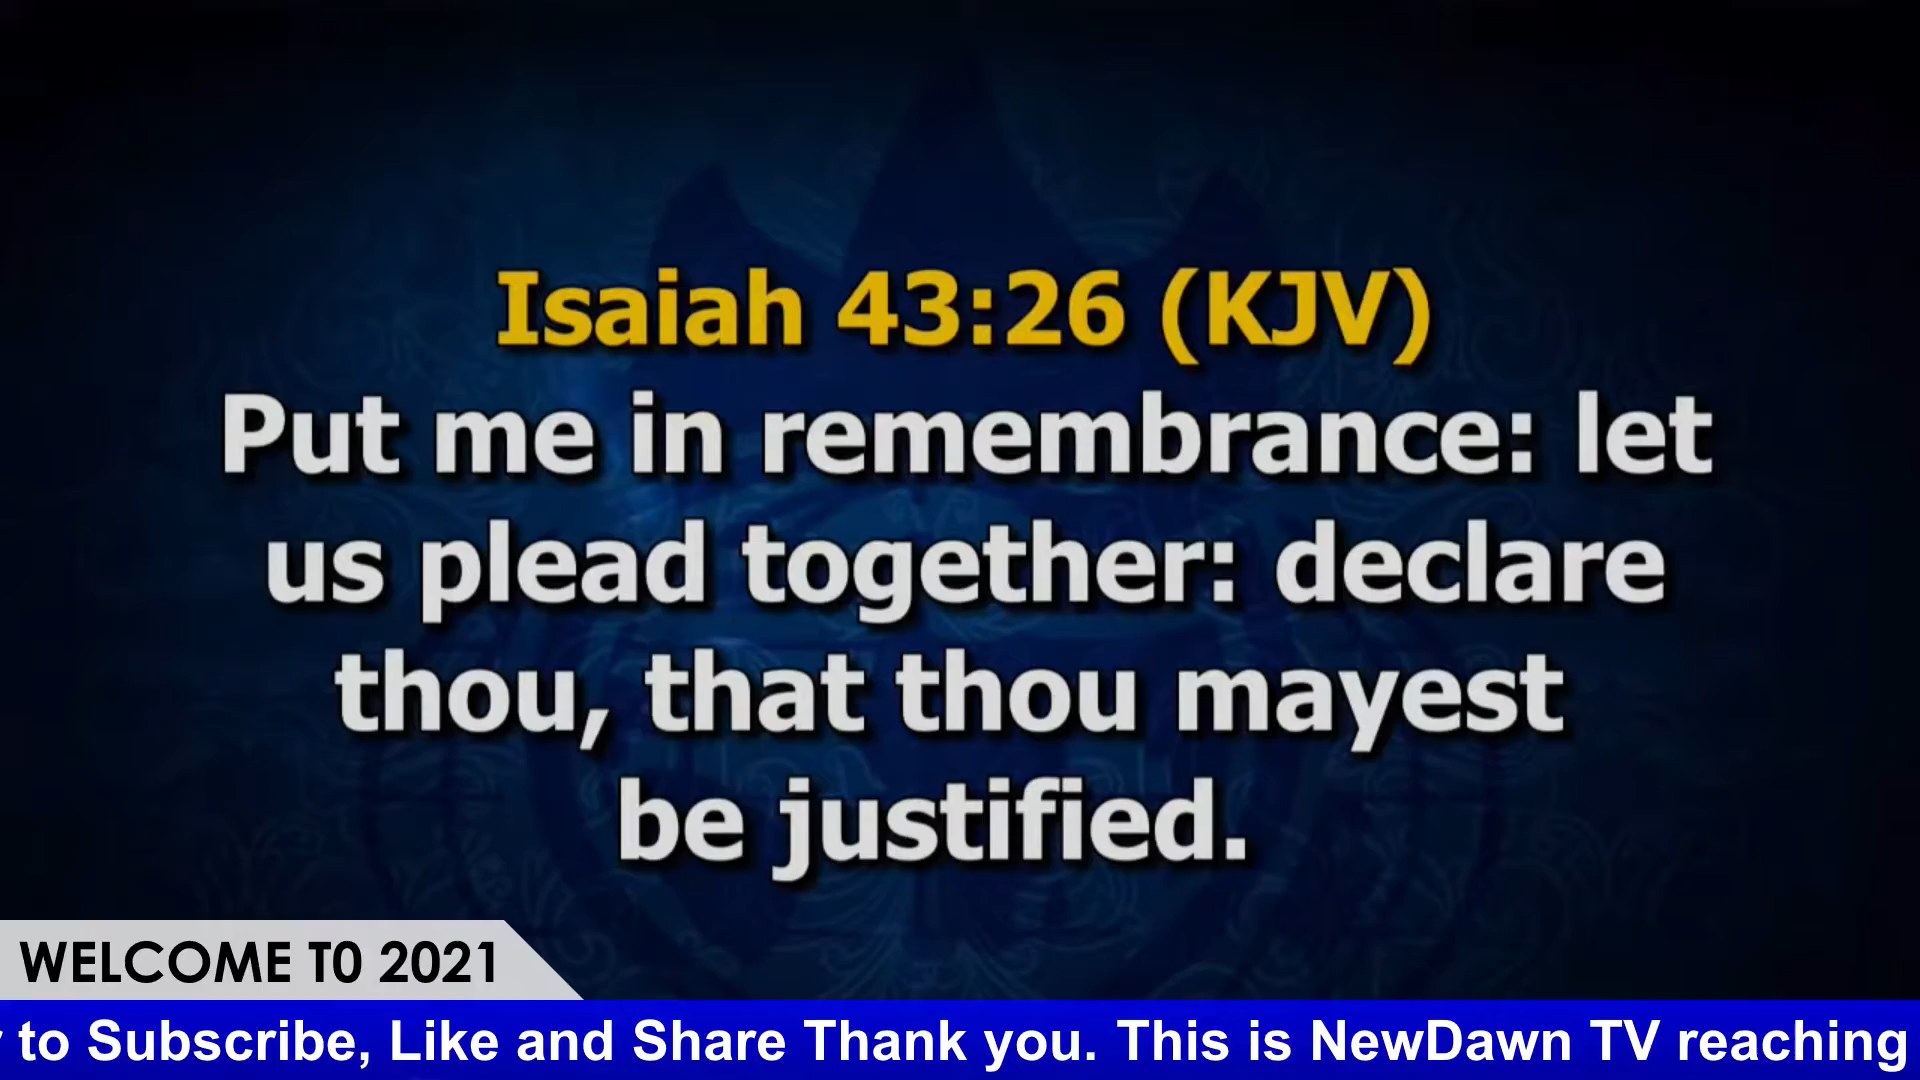 Isaiah 43:26 (KJV)
Put me in remembrance: let
us plead together: declare
thou, that thou mayest
be justified.
WELCOME T0 2021
to Subscribe, Like and Share Thank you. This is NewDawn TV reaching